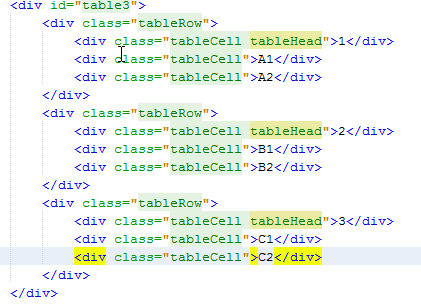 <div id="table3">
<div class="tableRow">
<div class="tableCell tableHead">1</div>
<div class="tableCell">A1</div>
<div class="tableCell">A2</div>
</div>
<div class="tableRow">
<div class="tableCell tableHead">2</div>
<div class="tableCell">B1</div>
<div class="tableCell">B2</div>
</div>
<div class="tableRow">
<div class="tableCell tableHead">3</div>
<div class="tableCell">C1</div>
<div class="tableCell">C2</div>
</div>
</div>